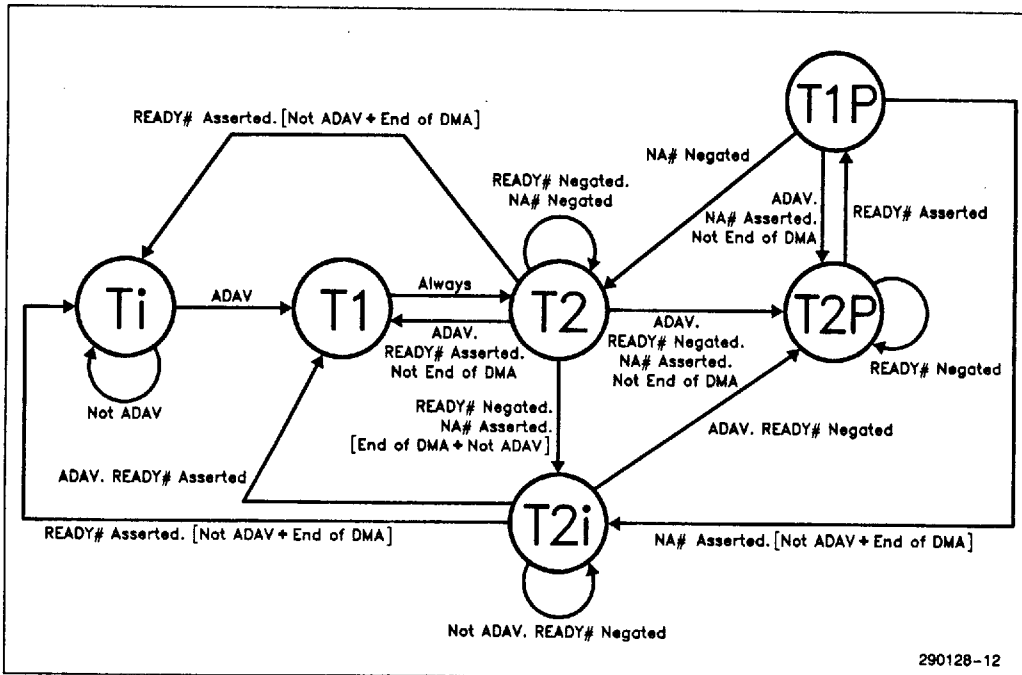 T1P
READY# Asserted. [Not ADAV + End of DMA]
NA# Negated
READY# Negated.
NA# Negated
ADAV.
NA# Asserted.
Not End of DMA
READY# Asserted
Ti
ADAV
T1
Always
T2
T2P
ADAV.
READY# Asserted.
Not End of DMA
ADAV.
READY# Negated.
NA# Asserted.
Not End of DMA
READY# Negated
Not ADAV
READY# Negated.
NA# Asserted.
[End of DMA + Not ADAV]
ADAV. READY# Negated
ADAV. READY# Asserted
T2i
READY# Asserted. [Not ADAV + End of DMA]
NA# Asserted. [Not ADAV + End of DMA]
Not ADAV. READY# Negated
290128-12